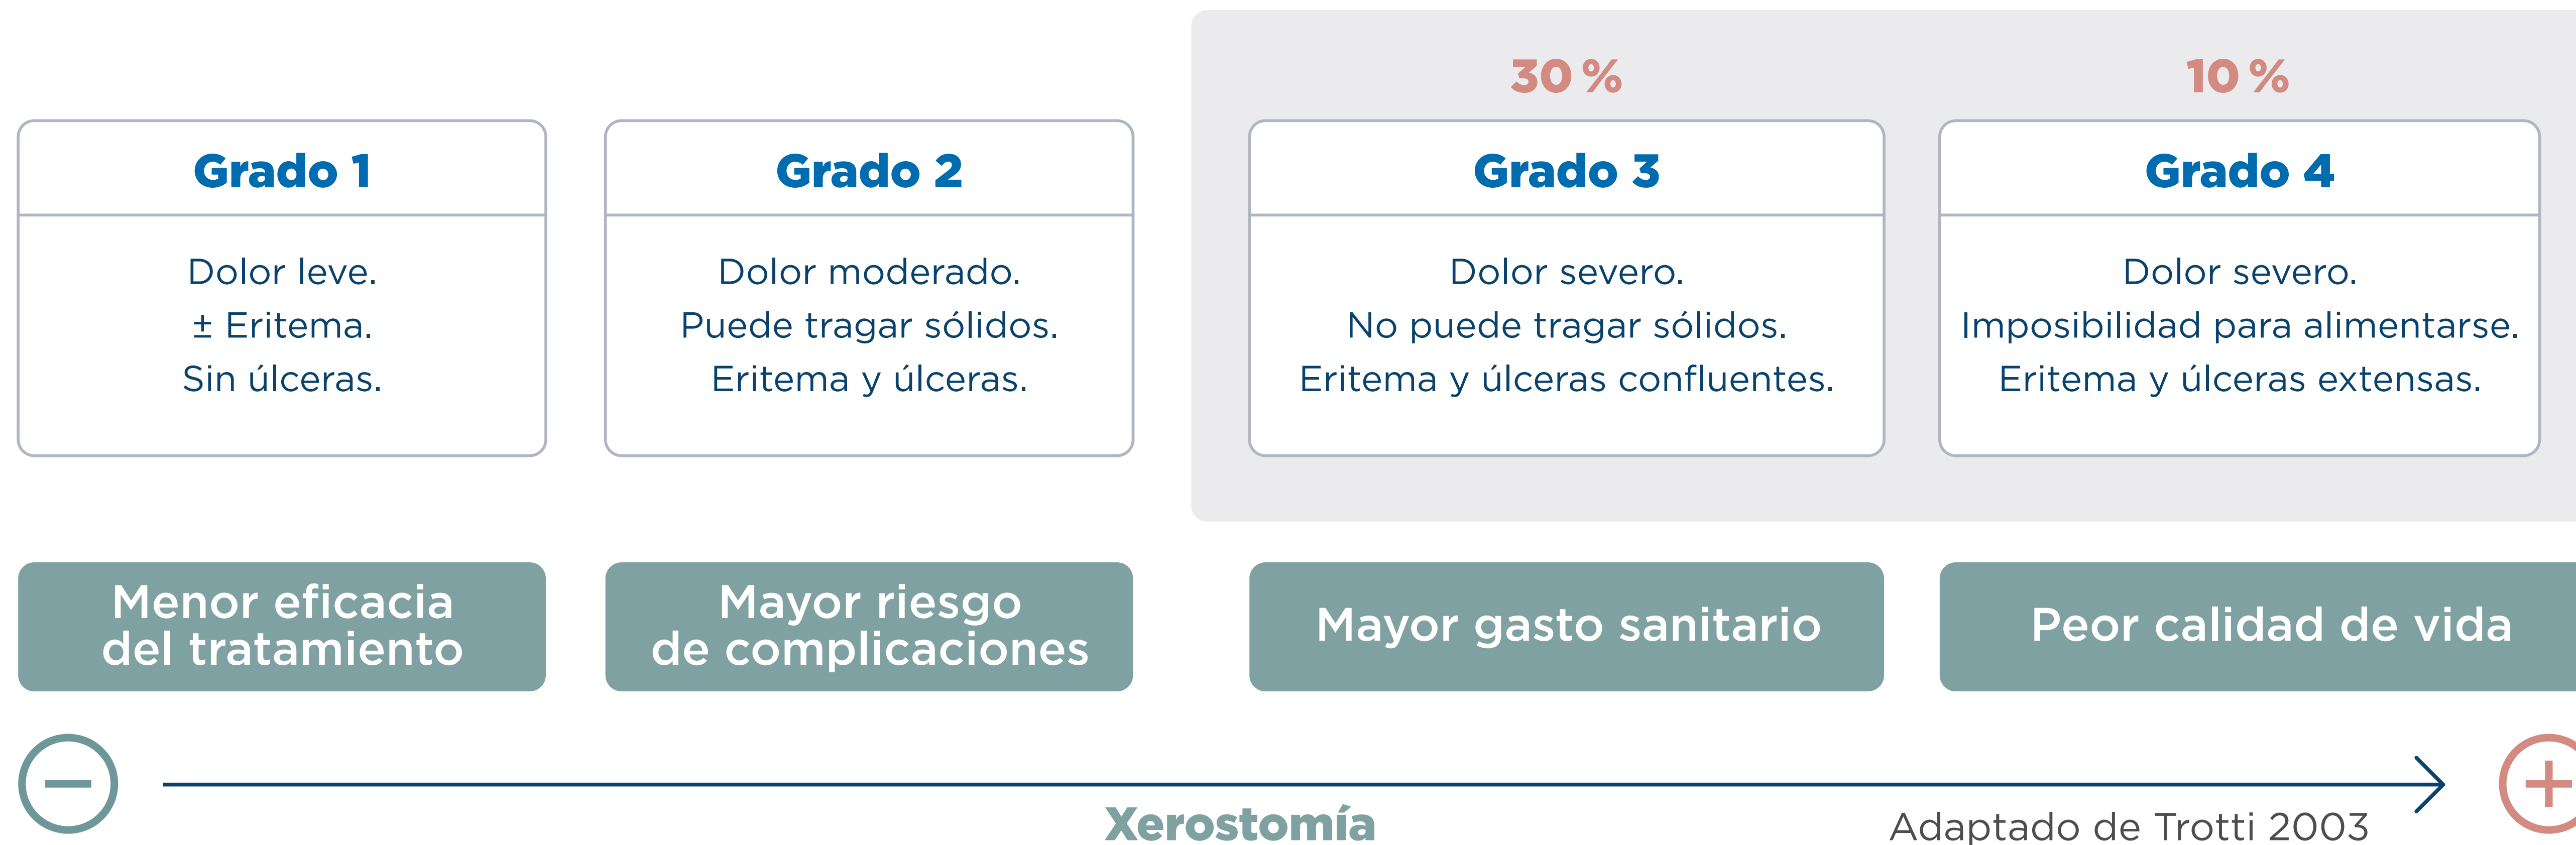 30 %
10 %
Grado 1
Dolor leve.
± Eritema.
Sin úlceras.
Grado 2
Dolor moderado.
Puede tragar sólidos.
Eritema y úlceras.
Grado 3
Dolor severo.
No puede tragar sólidos.
Eritema y úlceras confluentes.
Grado 4
Dolor severo.
Imposibilidad para alimentarse.
Eritema y úlceras extensas.
Menor eficacia
del tratamiento
Mayor riesgo
de complicaciones
Mayor gasto sanitario
Peor calidad de vida
−
+
Xerostomía
Adaptado de Trotti 2003